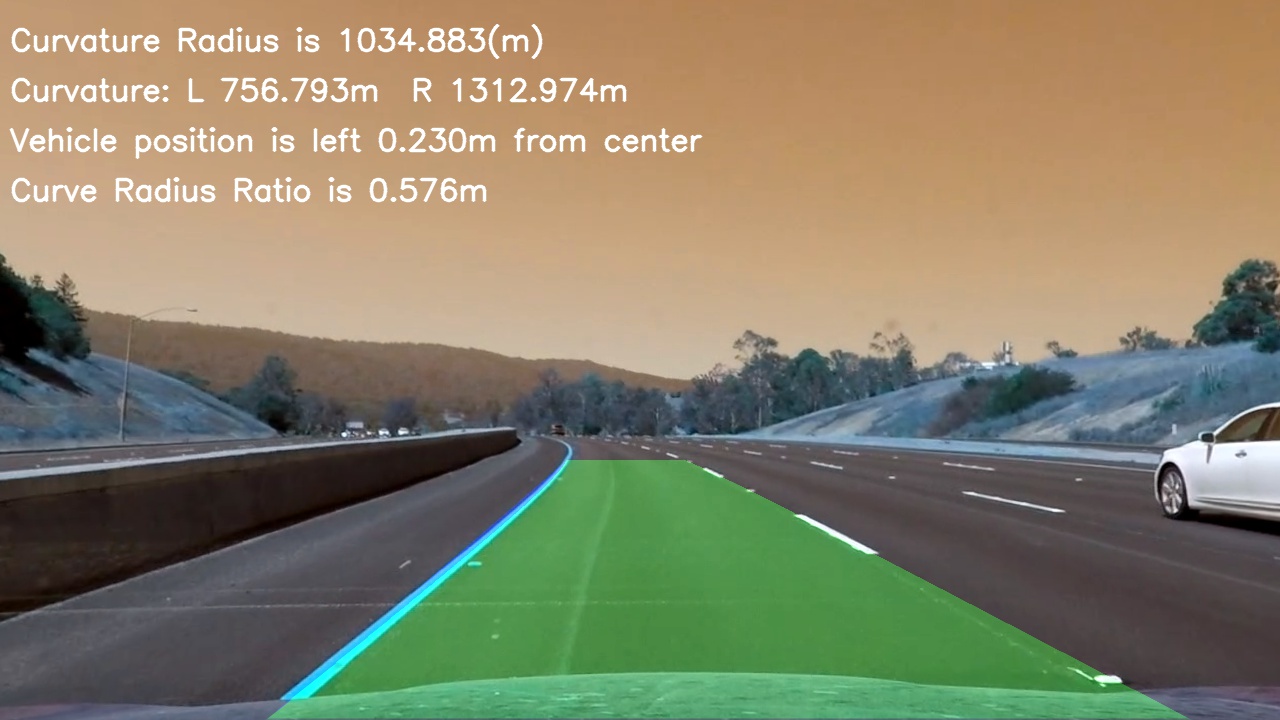 Curvature Radius is 1034.883(m)
Curvature: L 756.793m R 1312.974m
Vehicle position is left 0.230m from center
Curve Radius Ratio is 0.576m